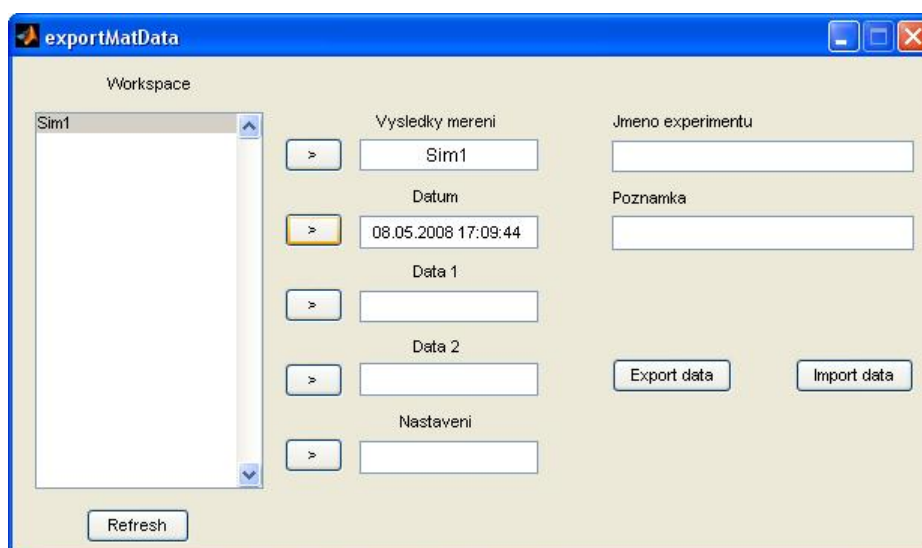 exportMatData
Workspace
Sim1
Refresh
>
Vysledky mereni
Sim1
>
Datum
08.05.2008 17:09:44
>
Data 1
>
Data 2
>
Nastaveni
Jmeno experimentu
Poznamka
Export data
Import data